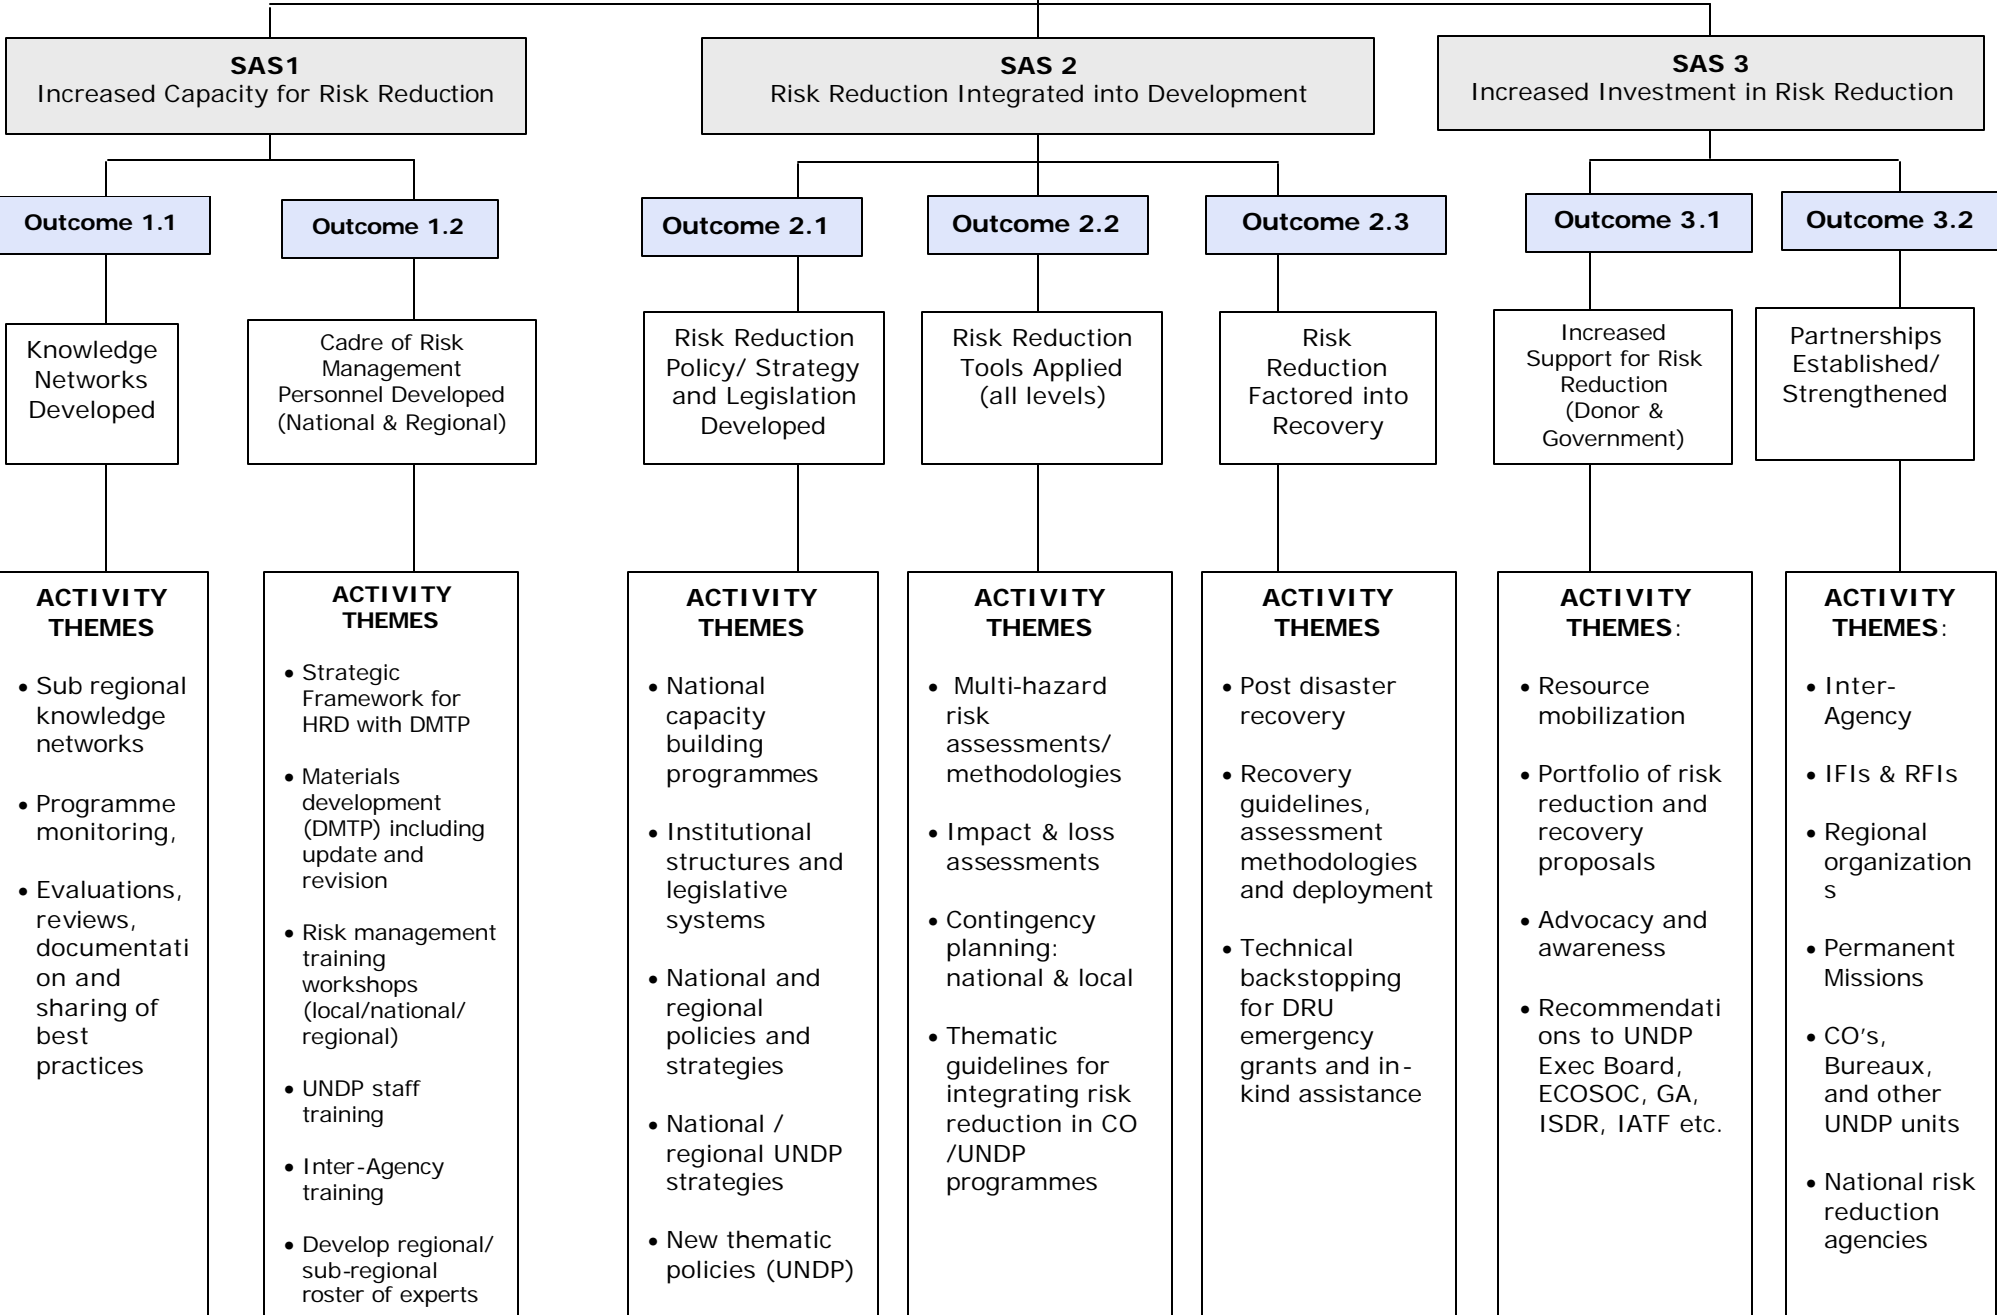 SAS1
Increased Capacity for Risk Reduction
SAS 2
Risk Reduction Integrated into Development
SAS 3
Increased Investment in Risk Reduction
Outcome 1.1
Outcome 1.2
Outcome 2.1
Outcome 2.2
Outcome 2.3
Outcome 3.1
Outcome 3.2
Knowledge
Networks
Developed
Cadre of Risk
Management
Personnel Developed
(National & Regional)
Risk Reduction
Policy/ Strategy
and Legislation
Developed
Risk Reduction
Tools Applied
(all levels)
Risk
Reduction
Factored into
Recovery
Increased
Support for Risk
Reduction
(Donor &
Government)
Partnerships
Established/
Strengthened
ACTIVITY
THEMES
• Sub regional
knowledge
networks
• Programme
monitoring,
• Evaluations,
reviews,
documentati
on and
sharing of
best
practices
ACTIVITY
THEMES
• Strategic
Framework for
HRD with DMTP
• Materials
development
(DMTP) including
update and
revision
• Risk management
training
workshops
(local/national/
regional)
• UNDP staff
training
• Inter-Agency
training
• Develop regional/
sub-regional
roster of experts
ACTIVITY
THEMES
• National
capacity
building
programmes
• Institutional
structures and
legislative
systems
• National and
regional
policies and
strategies
• National /
regional UNDP
strategies
• New thematic
policies (UNDP)
ACTIVITY
THEMES
• Multi-hazard
risk
assessments/
methodologies
• Impact & loss
assessments
• Contingency
planning:
national & local
• Thematic
guidelines for
integrating risk
reduction in CO
/UNDP
programmes
ACTIVITY
THEMES
• Post disaster
recovery
• Recovery
guidelines,
assessment
methodologies
and deployment
• Technical
backstopping
for DRU
emergency
grants and in-
kind assistance
ACTIVITY
THEMES:
• Resource
mobilization
• Portfolio of risk
reduction and
recovery
proposals
• Advocacy and
awareness
• Recommendati
ons to UNDP
Exec Board,
ECOSOC, GA,
ISDR, IATF etc.
ACTIVITY
THEMES:
• Inter-
Agency
• IFIs & RFIs
• Regional
organization
s
• Permanent
Missions
• CO's,
Bureaux,
and other
UNDP units
• National risk
reduction
agencies